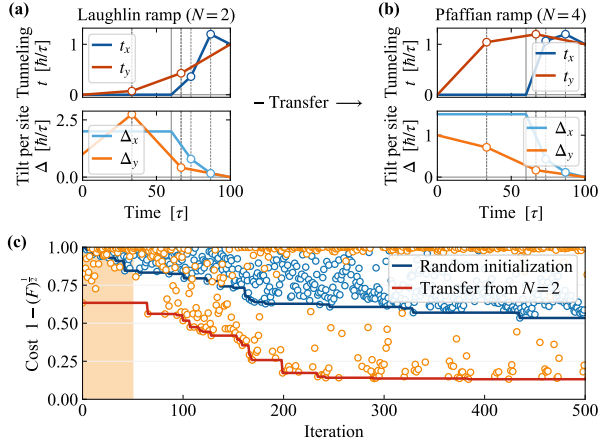 (a) Laughlin ramp (N = 2)
Tunneling
t [ħ/τ]
1
0
t_x
t_y
Tilt per site
Δ [ħ/τ]
2.5
0.0
Δ_x
Δ_y
0
50
100
Time [τ]
– Transfer →
(b) Pfaffian ramp (N = 4)
Tunneling
t [ħ/τ]
1
0
t_x
t_y
Tilt per site
Δ [ħ/τ]
1
0
Δ_x
Δ_y
0
50
100
Time [τ]
(c)
Cost 1 − (F)^{1/2}
1.00
0.75
0.50
0.25
0.00
Random initialization
Transfer from N = 2
0
100
200
300
400
500
Iteration